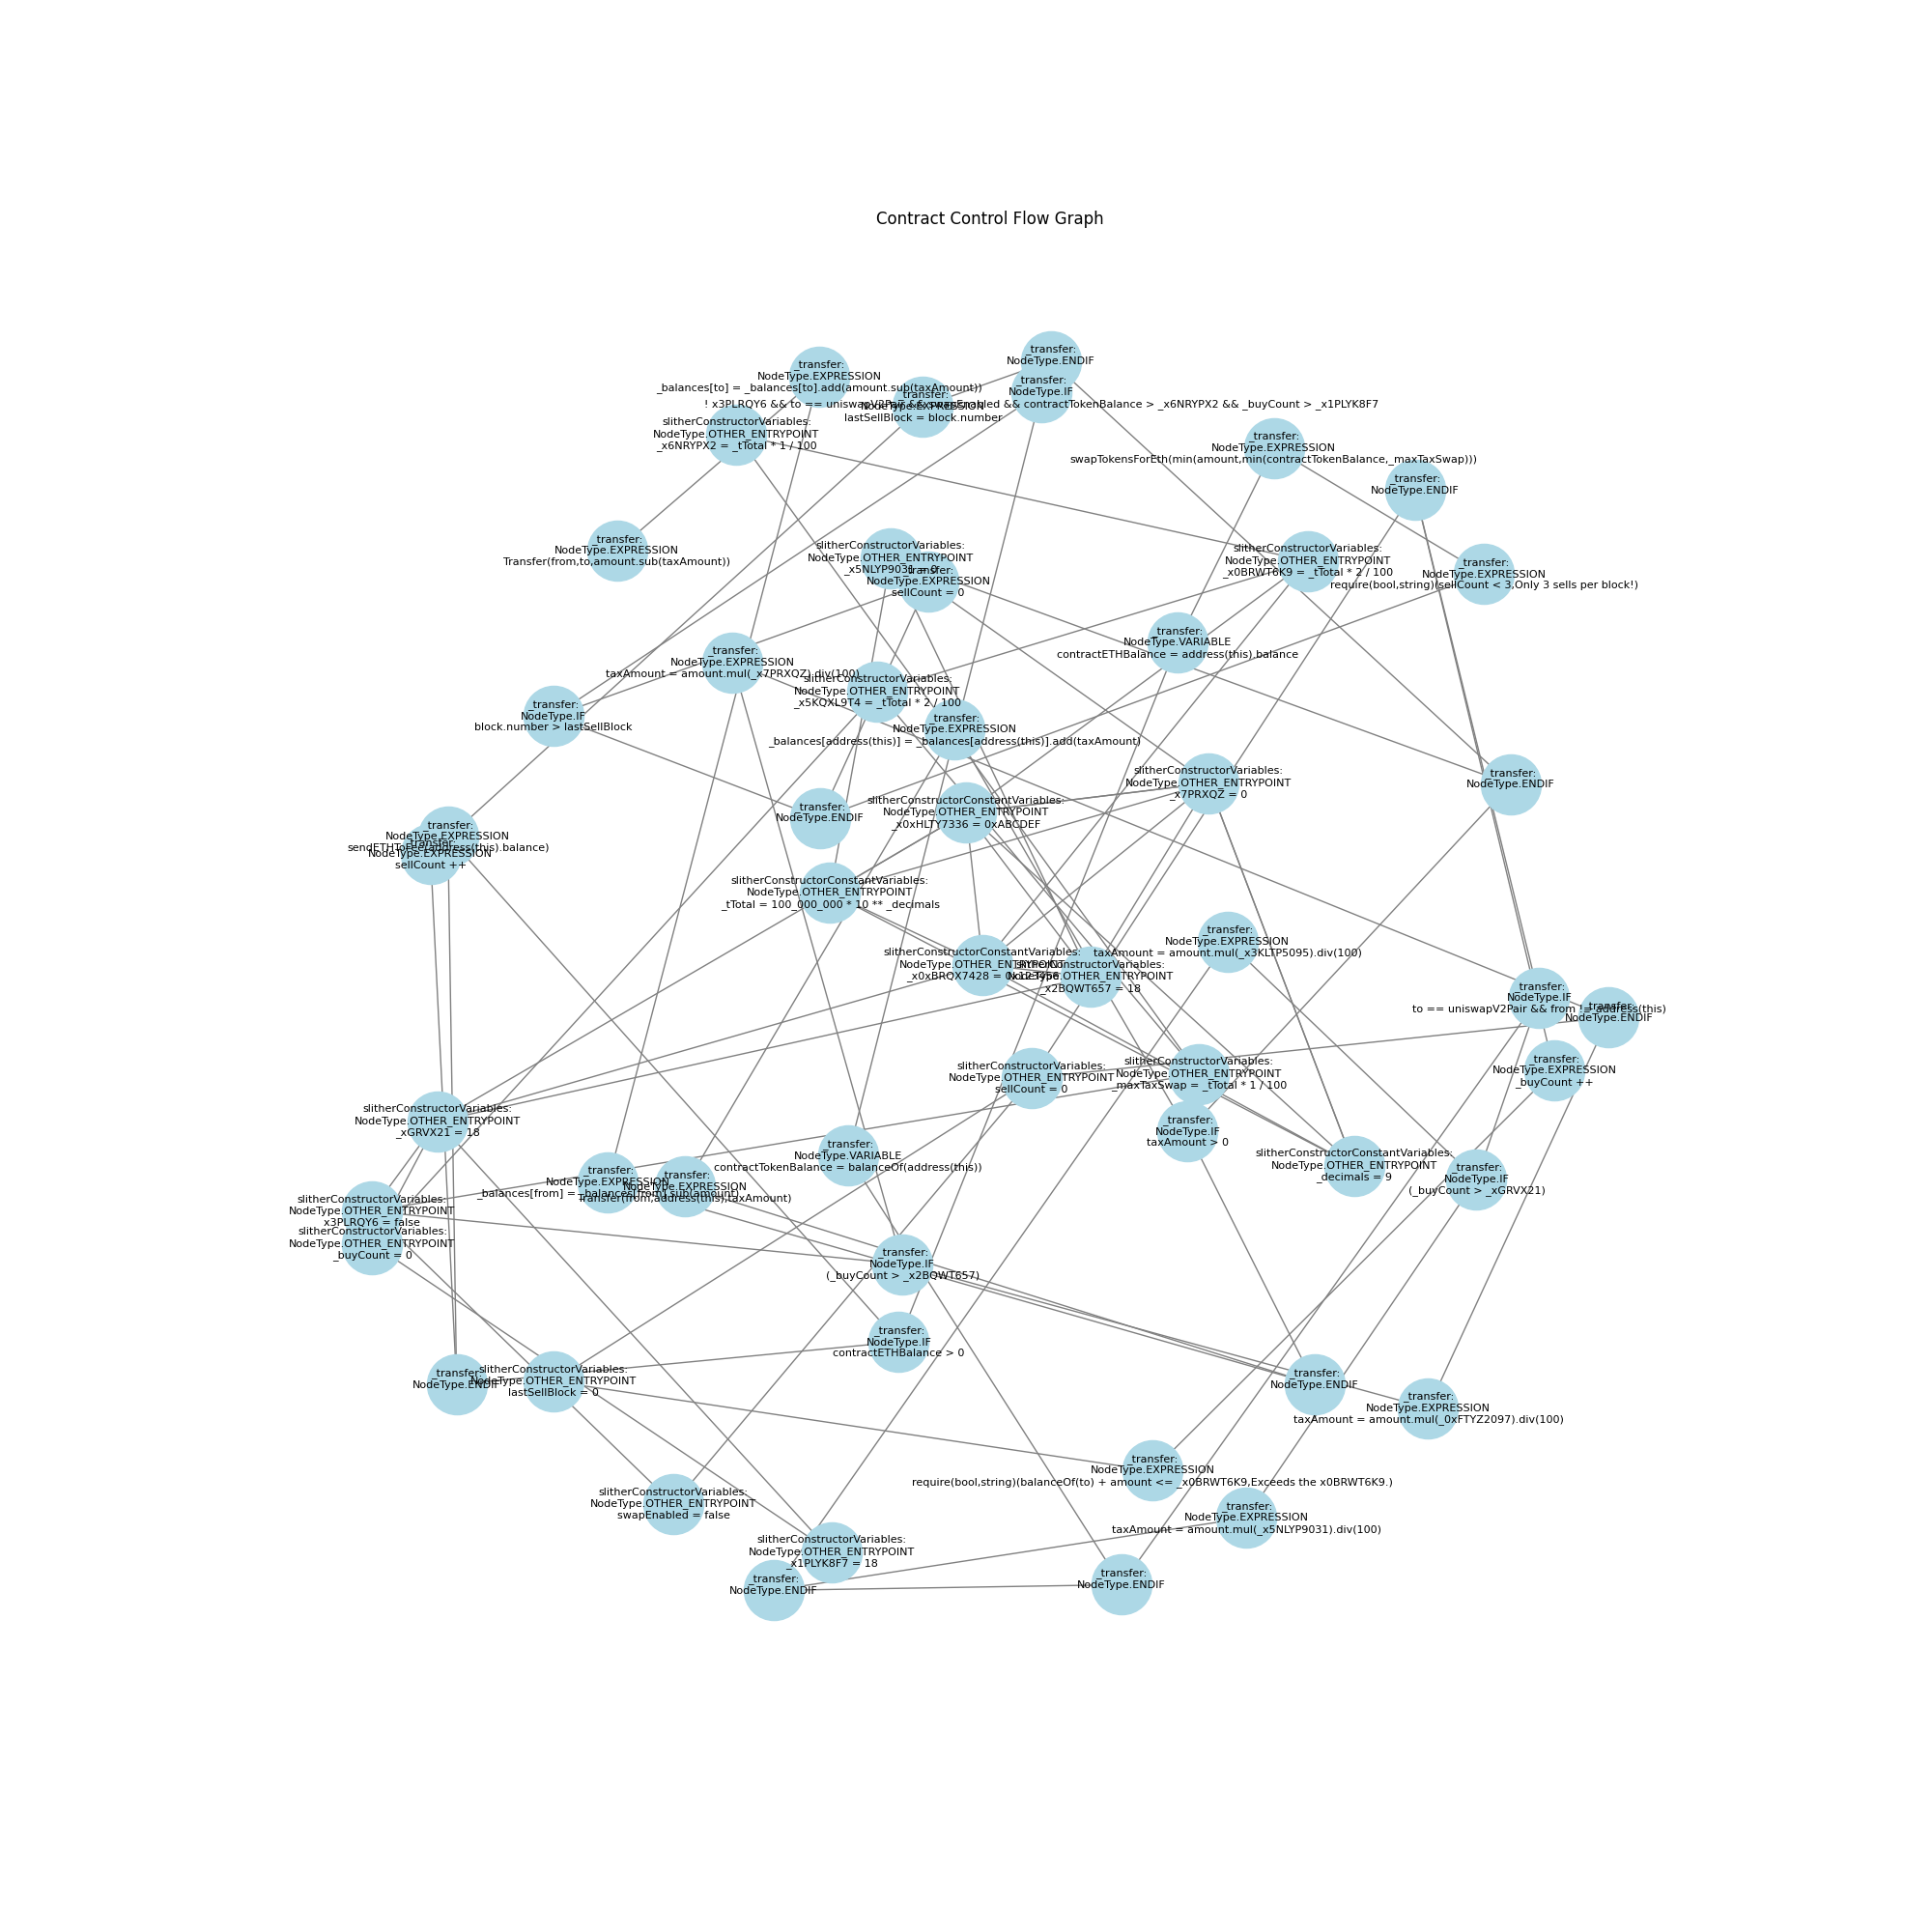 Contract Control Flow Graph
_transfer:
NodeType.ENDIF
_transfer:
NodeType.EXPRESSION
_balances[to] = _balances[to].add(amount.sub(taxAmount))
_transfer:
NodeType.IF
! x3PLRQY6 && to == uniswapV2Pair && swapEnabled && contractTokenBalance > _x6NRYPX2 && _buyCount > _x1PLYK8F7
_transfer:
NodeType.EXPRESSION
lastSellBlock = block.number
slitherConstructorVariables:
NodeType.OTHER_ENTRYPOINT
_x6NRYPX2 = _tTotal * 1 / 100
_transfer:
NodeType.EXPRESSION
swapTokensForEth(min(amount,min(contractTokenBalance,_maxTaxSwap)))
_transfer:
NodeType.ENDIF
_transfer:
NodeType.EXPRESSION
Transfer(from,to,amount.sub(taxAmount))
slitherConstructorVariables:
NodeType.OTHER_ENTRYPOINT
_x5NLYP9031 = 0
_transfer:
NodeType.EXPRESSION
sellCount = 0
slitherConstructorVariables:
NodeType.OTHER_ENTRYPOINT
_x0BRWT6K9 = _tTotal * 2 / 100
_transfer:
NodeType.EXPRESSION
require(bool,string)(sellCount < 3,Only 3 sells per block!)
_transfer:
NodeType.VARIABLE
contractETHBalance = address(this).balance
_transfer:
NodeType.EXPRESSION
taxAmount = amount.mul(_x7PRXQZ).div(100)
slitherConstructorVariables:
NodeType.OTHER_ENTRYPOINT
_x5KQXL9T4 = _tTotal * 2 / 100
_transfer:
NodeType.IF
block.number > lastSellBlock
_transfer:
NodeType.EXPRESSION
_balances[address(this)] = _balances[address(this)].add(taxAmount)
slitherConstructorVariables:
NodeType.OTHER_ENTRYPOINT
_x7PRXQZ = 0
_transfer:
NodeType.ENDIF
slitherConstructorConstantVariables:
NodeType.OTHER_ENTRYPOINT
_x0xHLTY7336 = 0xABCDEF
_transfer:
NodeType.ENDIF
_transfer:
NodeType.EXPRESSION
sendETHToFee(address(this).balance)
_transfer:
NodeType.EXPRESSION
sellCount ++
slitherConstructorConstantVariables:
NodeType.OTHER_ENTRYPOINT
_tTotal = 100_000_000 * 10 ** _decimals
_transfer:
NodeType.EXPRESSION
taxAmount = amount.mul(_x3KLTP5095).div(100)
slitherConstructorConstantVariables:
NodeType.OTHER_ENTRYPOINT
_x0xBRQX7428 = 0x123456
slitherConstructorVariables:
NodeType.OTHER_ENTRYPOINT
_x2BQWT657 = 18
_transfer:
NodeType.IF
to == uniswapV2Pair && from != address(this)
_transfer:
NodeType.ENDIF
_transfer:
NodeType.EXPRESSION
_buyCount ++
slitherConstructorVariables:
NodeType.OTHER_ENTRYPOINT
sellCount = 0
slitherConstructorVariables:
NodeType.OTHER_ENTRYPOINT
_maxTaxSwap = _tTotal * 1 / 100
slitherConstructorVariables:
NodeType.OTHER_ENTRYPOINT
_xGRVX21 = 18
_transfer:
NodeType.IF
taxAmount > 0
_transfer:
NodeType.VARIABLE
contractTokenBalance = balanceOf(address(this))
slitherConstructorConstantVariables:
NodeType.OTHER_ENTRYPOINT
_decimals = 9
_transfer:
NodeType.IF
(_buyCount > _xGRVX21)
_transfer:
NodeType.EXPRESSION
_balances[from] = _balances[from].sub(amount)
_transfer:
NodeType.EXPRESSION
Transfer(from,address(this),taxAmount)
slitherConstructorVariables:
NodeType.OTHER_ENTRYPOINT
x3PLRQY6 = false
slitherConstructorVariables:
NodeType.OTHER_ENTRYPOINT
_buyCount = 0
_transfer:
NodeType.IF
(_buyCount > _x2BQWT657)
_transfer:
NodeType.IF
contractETHBalance > 0
_transfer:
NodeType.ENDIF
slitherConstructorVariables:
NodeType.OTHER_ENTRYPOINT
lastSellBlock = 0
_transfer:
NodeType.ENDIF
_transfer:
NodeType.EXPRESSION
taxAmount = amount.mul(_0xFTYZ2097).div(100)
_transfer:
NodeType.EXPRESSION
require(bool,string)(balanceOf(to) + amount <= _x0BRWT6K9,Exceeds the x0BRWT6K9.)
slitherConstructorVariables:
NodeType.OTHER_ENTRYPOINT
swapEnabled = false
_transfer:
NodeType.EXPRESSION
taxAmount = amount.mul(_x5NLYP9031).div(100)
slitherConstructorVariables:
NodeType.OTHER_ENTRYPOINT
_x1PLYK8F7 = 18
_transfer:
NodeType.ENDIF
_transfer:
NodeType.ENDIF